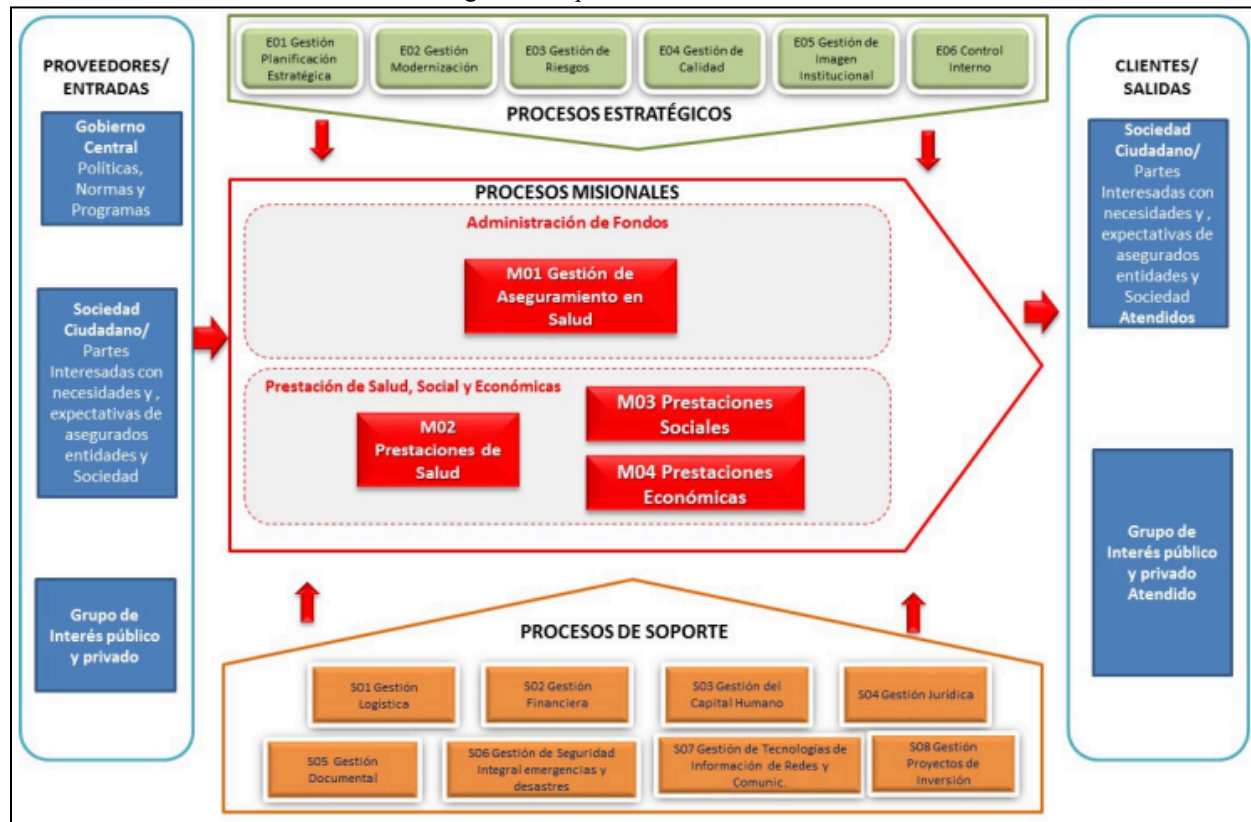 PROVEEDORES/
ENTRADAS
Gobierno
Central
Políticas,
Normas y
Programas
Sociedad
Ciudadano/
Partes
Interesadas con
necesidades y ,
expectativas de
asegurados
entidades y
Sociedad
Grupo de
Interés público
y privado
E01 Gestión
Planificación
Estratégica
E02 Gestión
Modernización
E03 Gestión de
Riesgos
E04 Gestión de
Calidad
E05 Gestión de
Imagen
Institucional
E06 Control
Interno
PROCESOS ESTRATÉGICOS
PROCESOS MISIONALES
Administración de Fondos
M01 Gestión de
Aseguramiento en
Salud
Prestación de Salud, Social y Económicas
M02
Prestaciones de
Salud
M03 Prestaciones
Sociales
M04 Prestaciones
Económicas
PROCESOS DE SOPORTE
S01 Gestión
Logística
S02 Gestión
Financiera
S03 Gestión del
Capital Humano
S04 Gestión Jurídica
S05 Gestión
Documental
S06 Gestión de Seguridad
Integral emergencias y
desastres
S07 Gestión de Tecnologías de
Información de Redes y
Comunic.
S08 Gestión
Proyectos de
Inversión
CLIENTES/
SALIDAS
Sociedad
Ciudadano/
Partes
Interesadas con
necesidades y ,
expectativas de
asegurados
entidades y
Sociedad
Atendidos
Grupo de
Interés público
y privado
Atendido